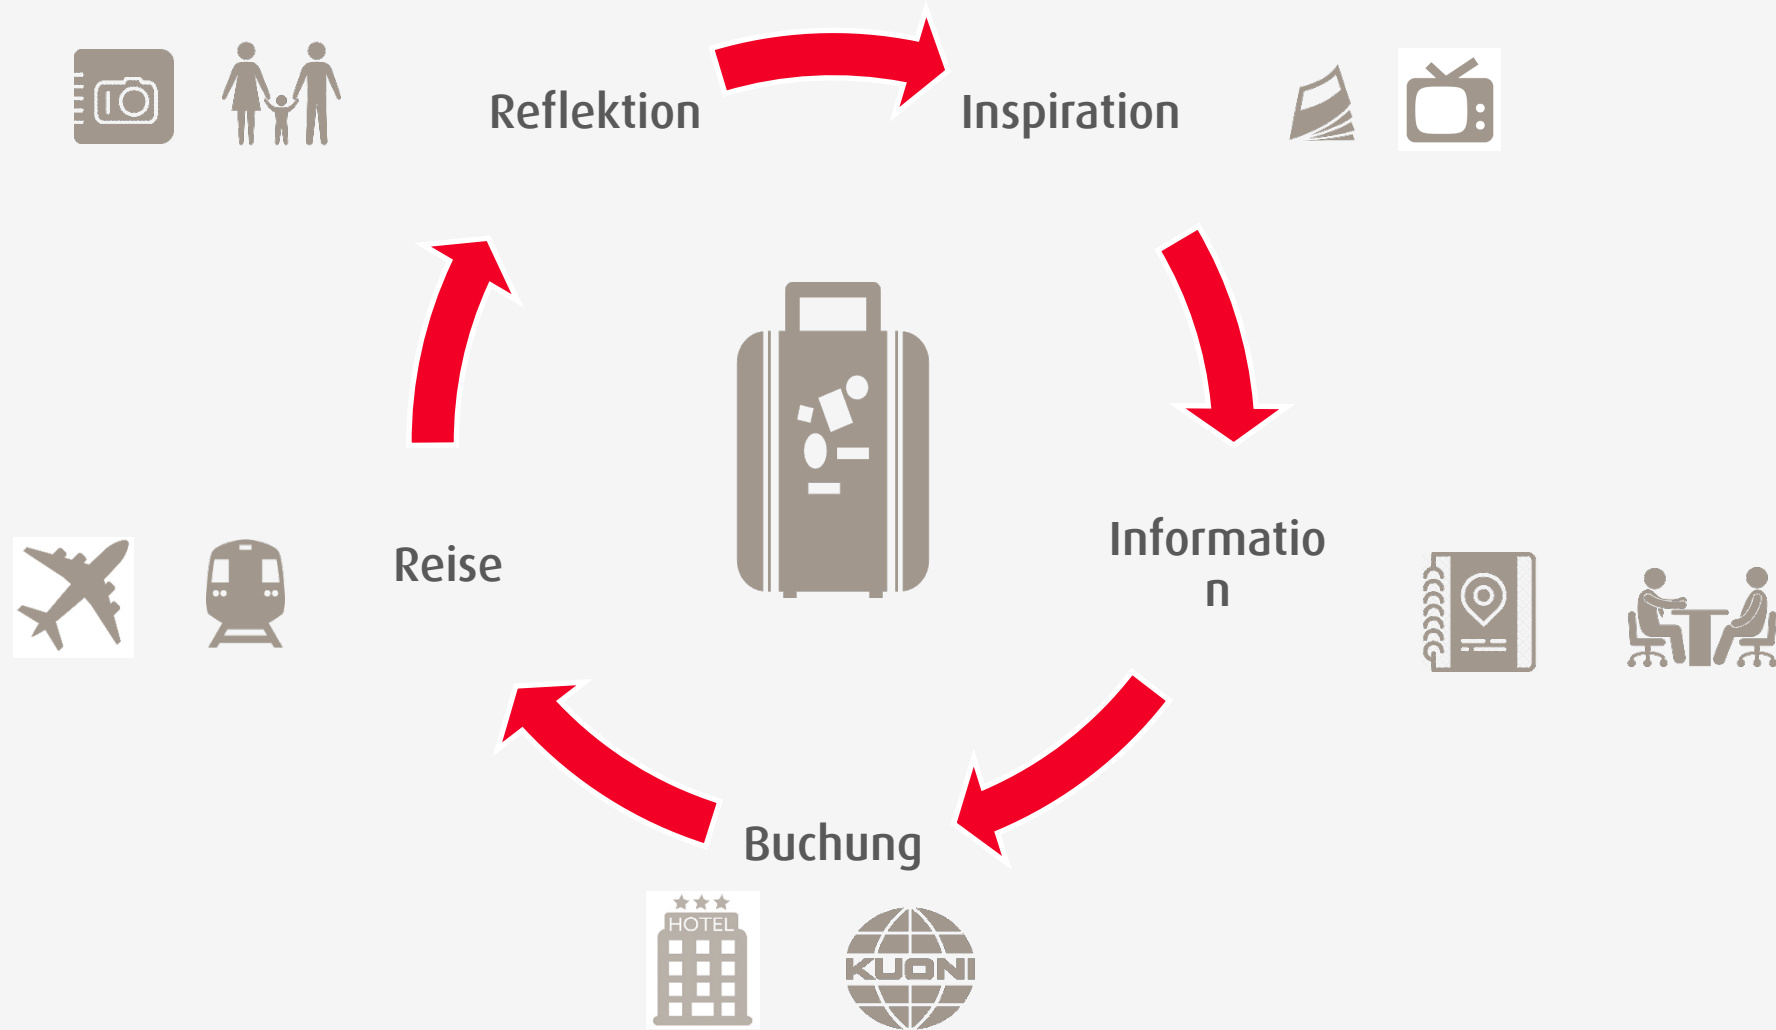 Reflektion
Inspiration
Informatio
n
Reise
Buchung
HOTEL
KUONI